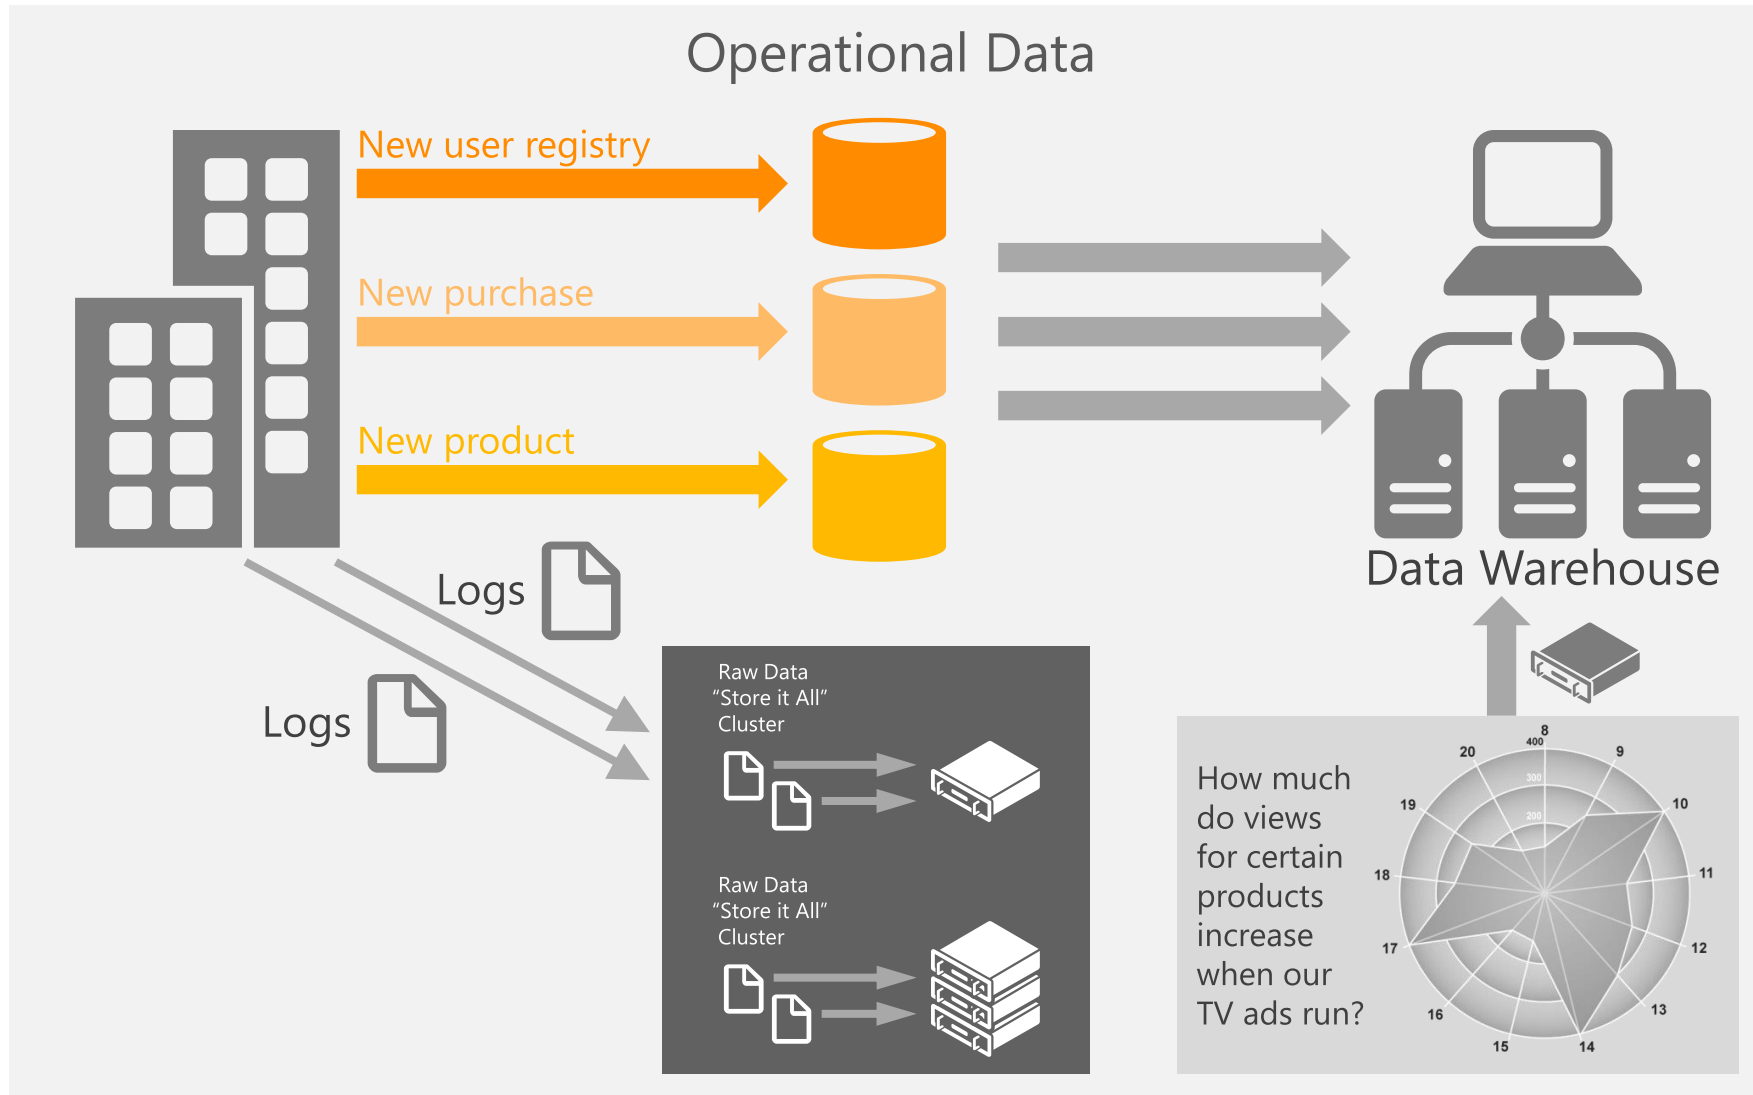 Operational Data
New user registry
New purchase
New product
Logs
Logs
Data Warehouse
Raw Data
“Store it All”
Cluster
Raw Data
“Store it All”
Cluster
How much
do views
for certain
products
increase
when our
TV ads run?
8
9
10
11
12
13
14
15
16
17
18
19
20
400
300
200